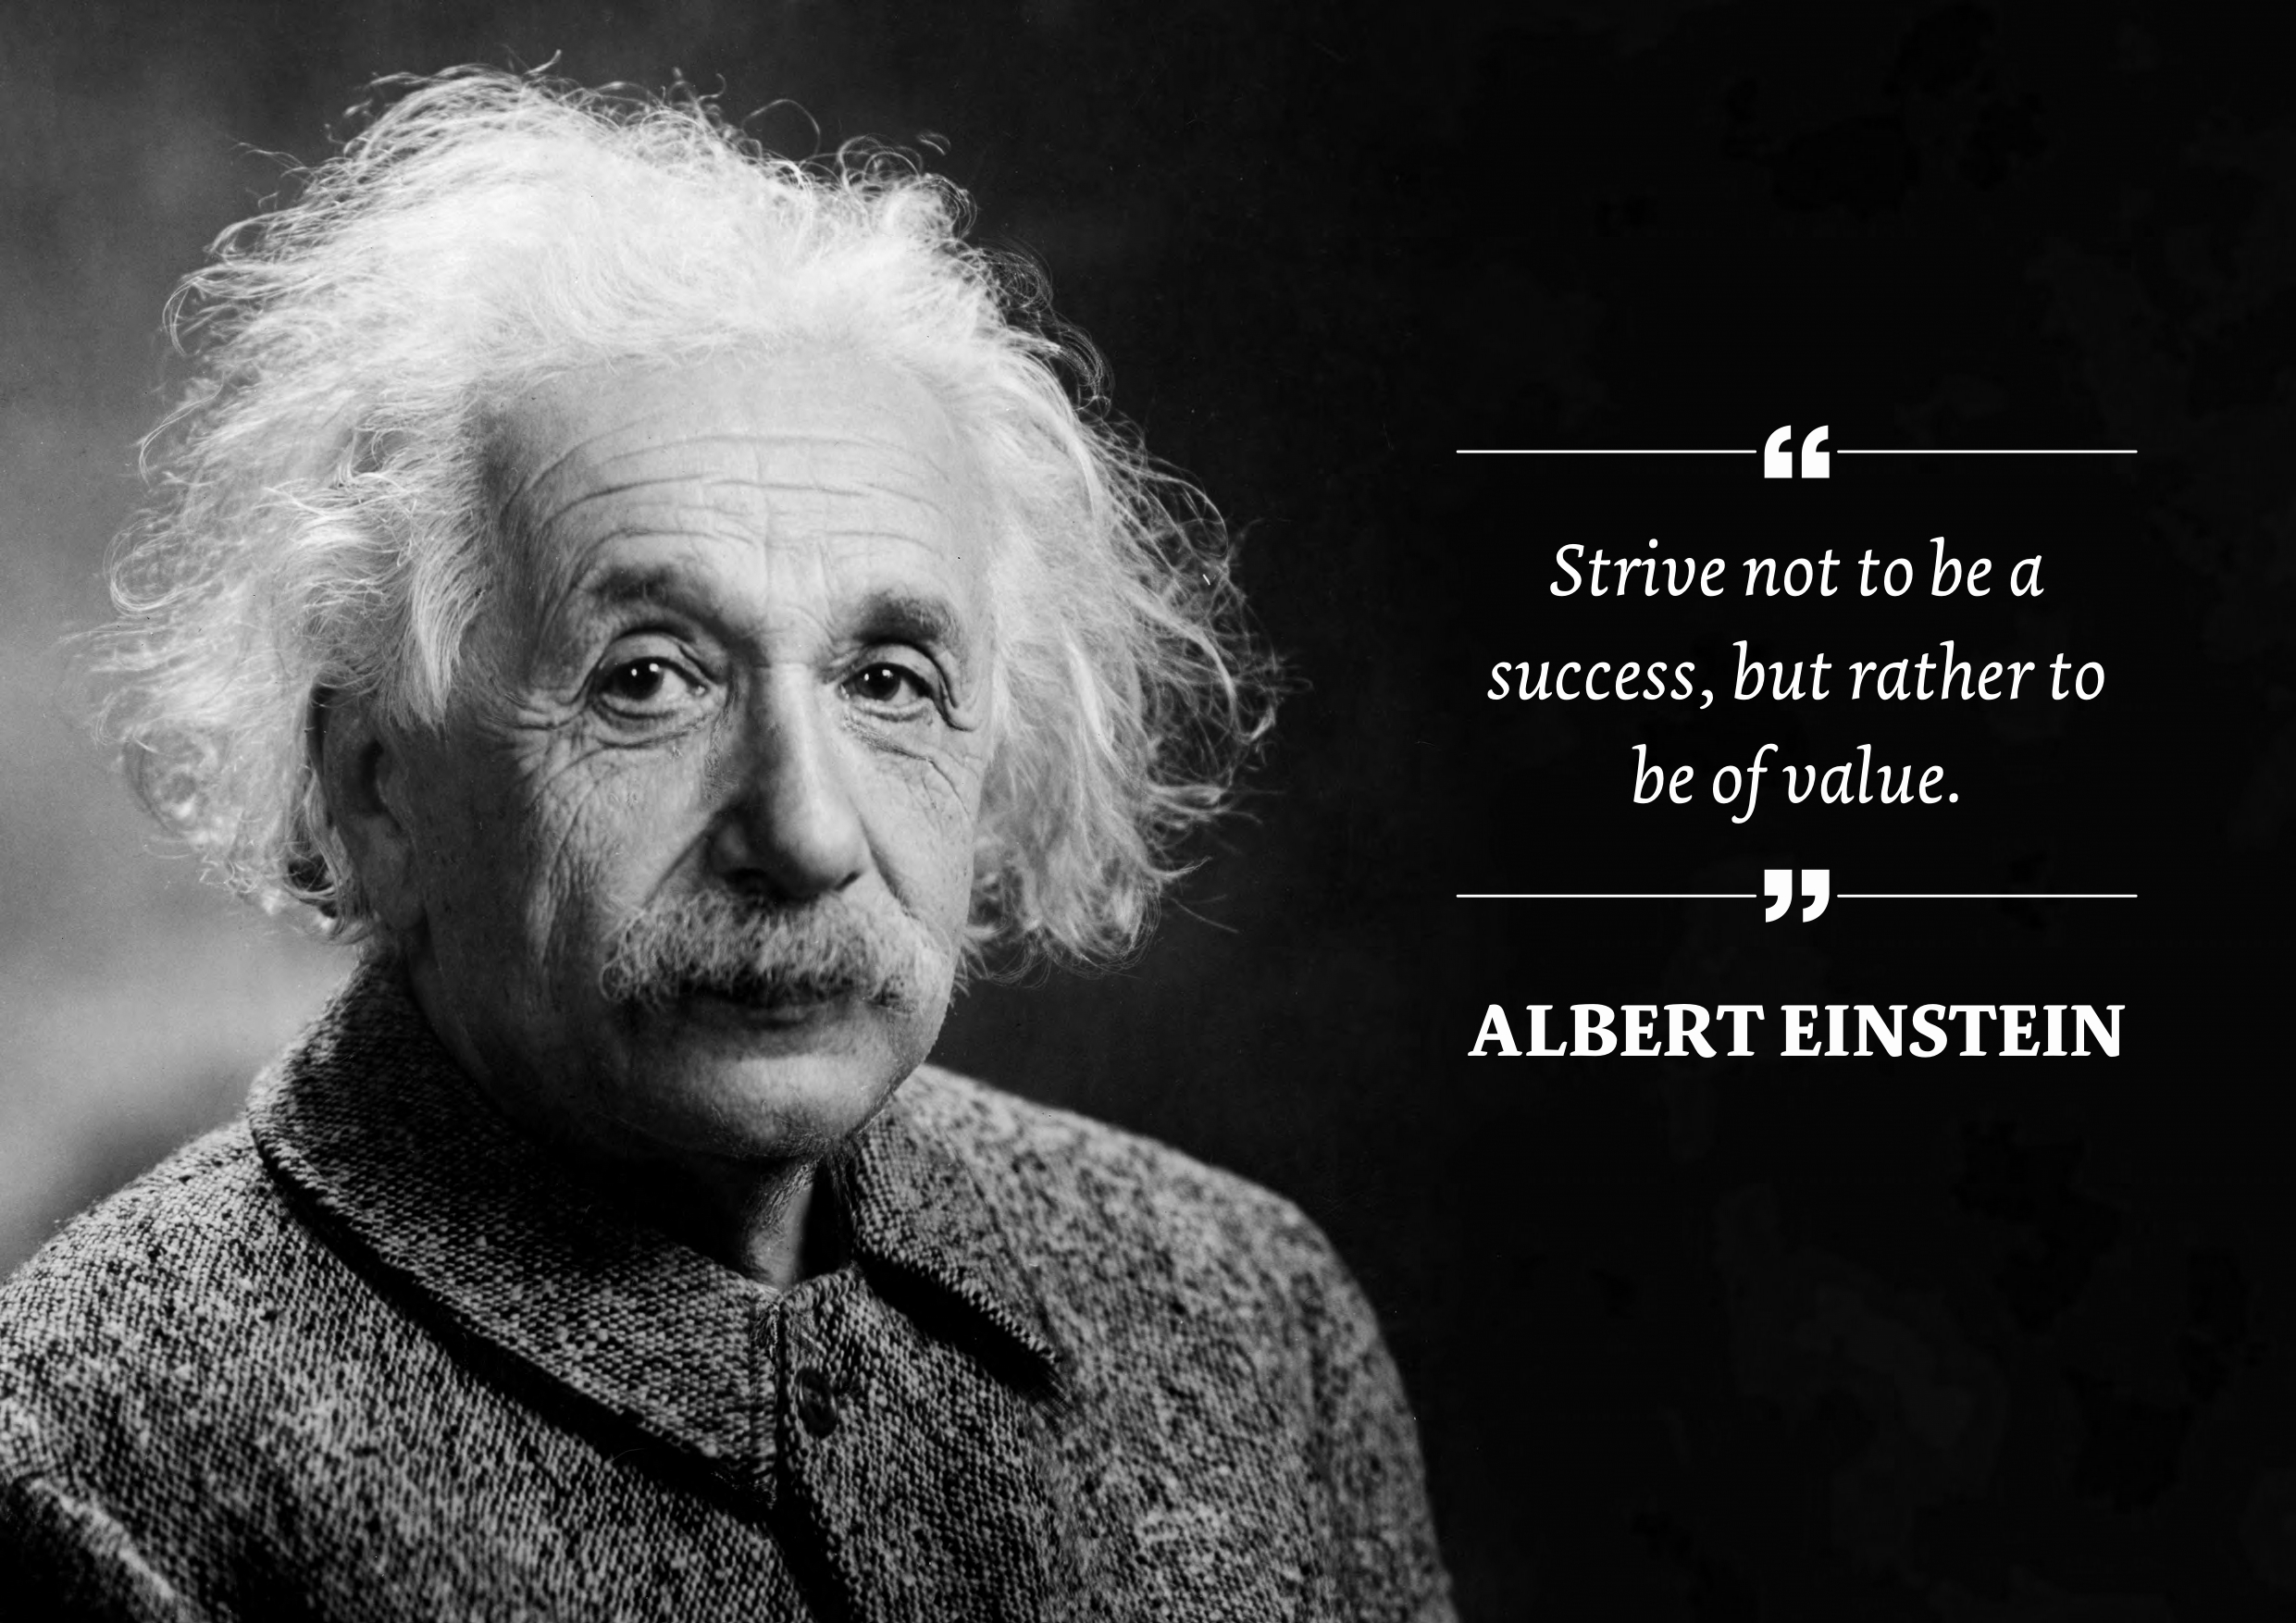 “
Strive not to be a
success, but rather to
be of value.
”
ALBERT EINSTEIN